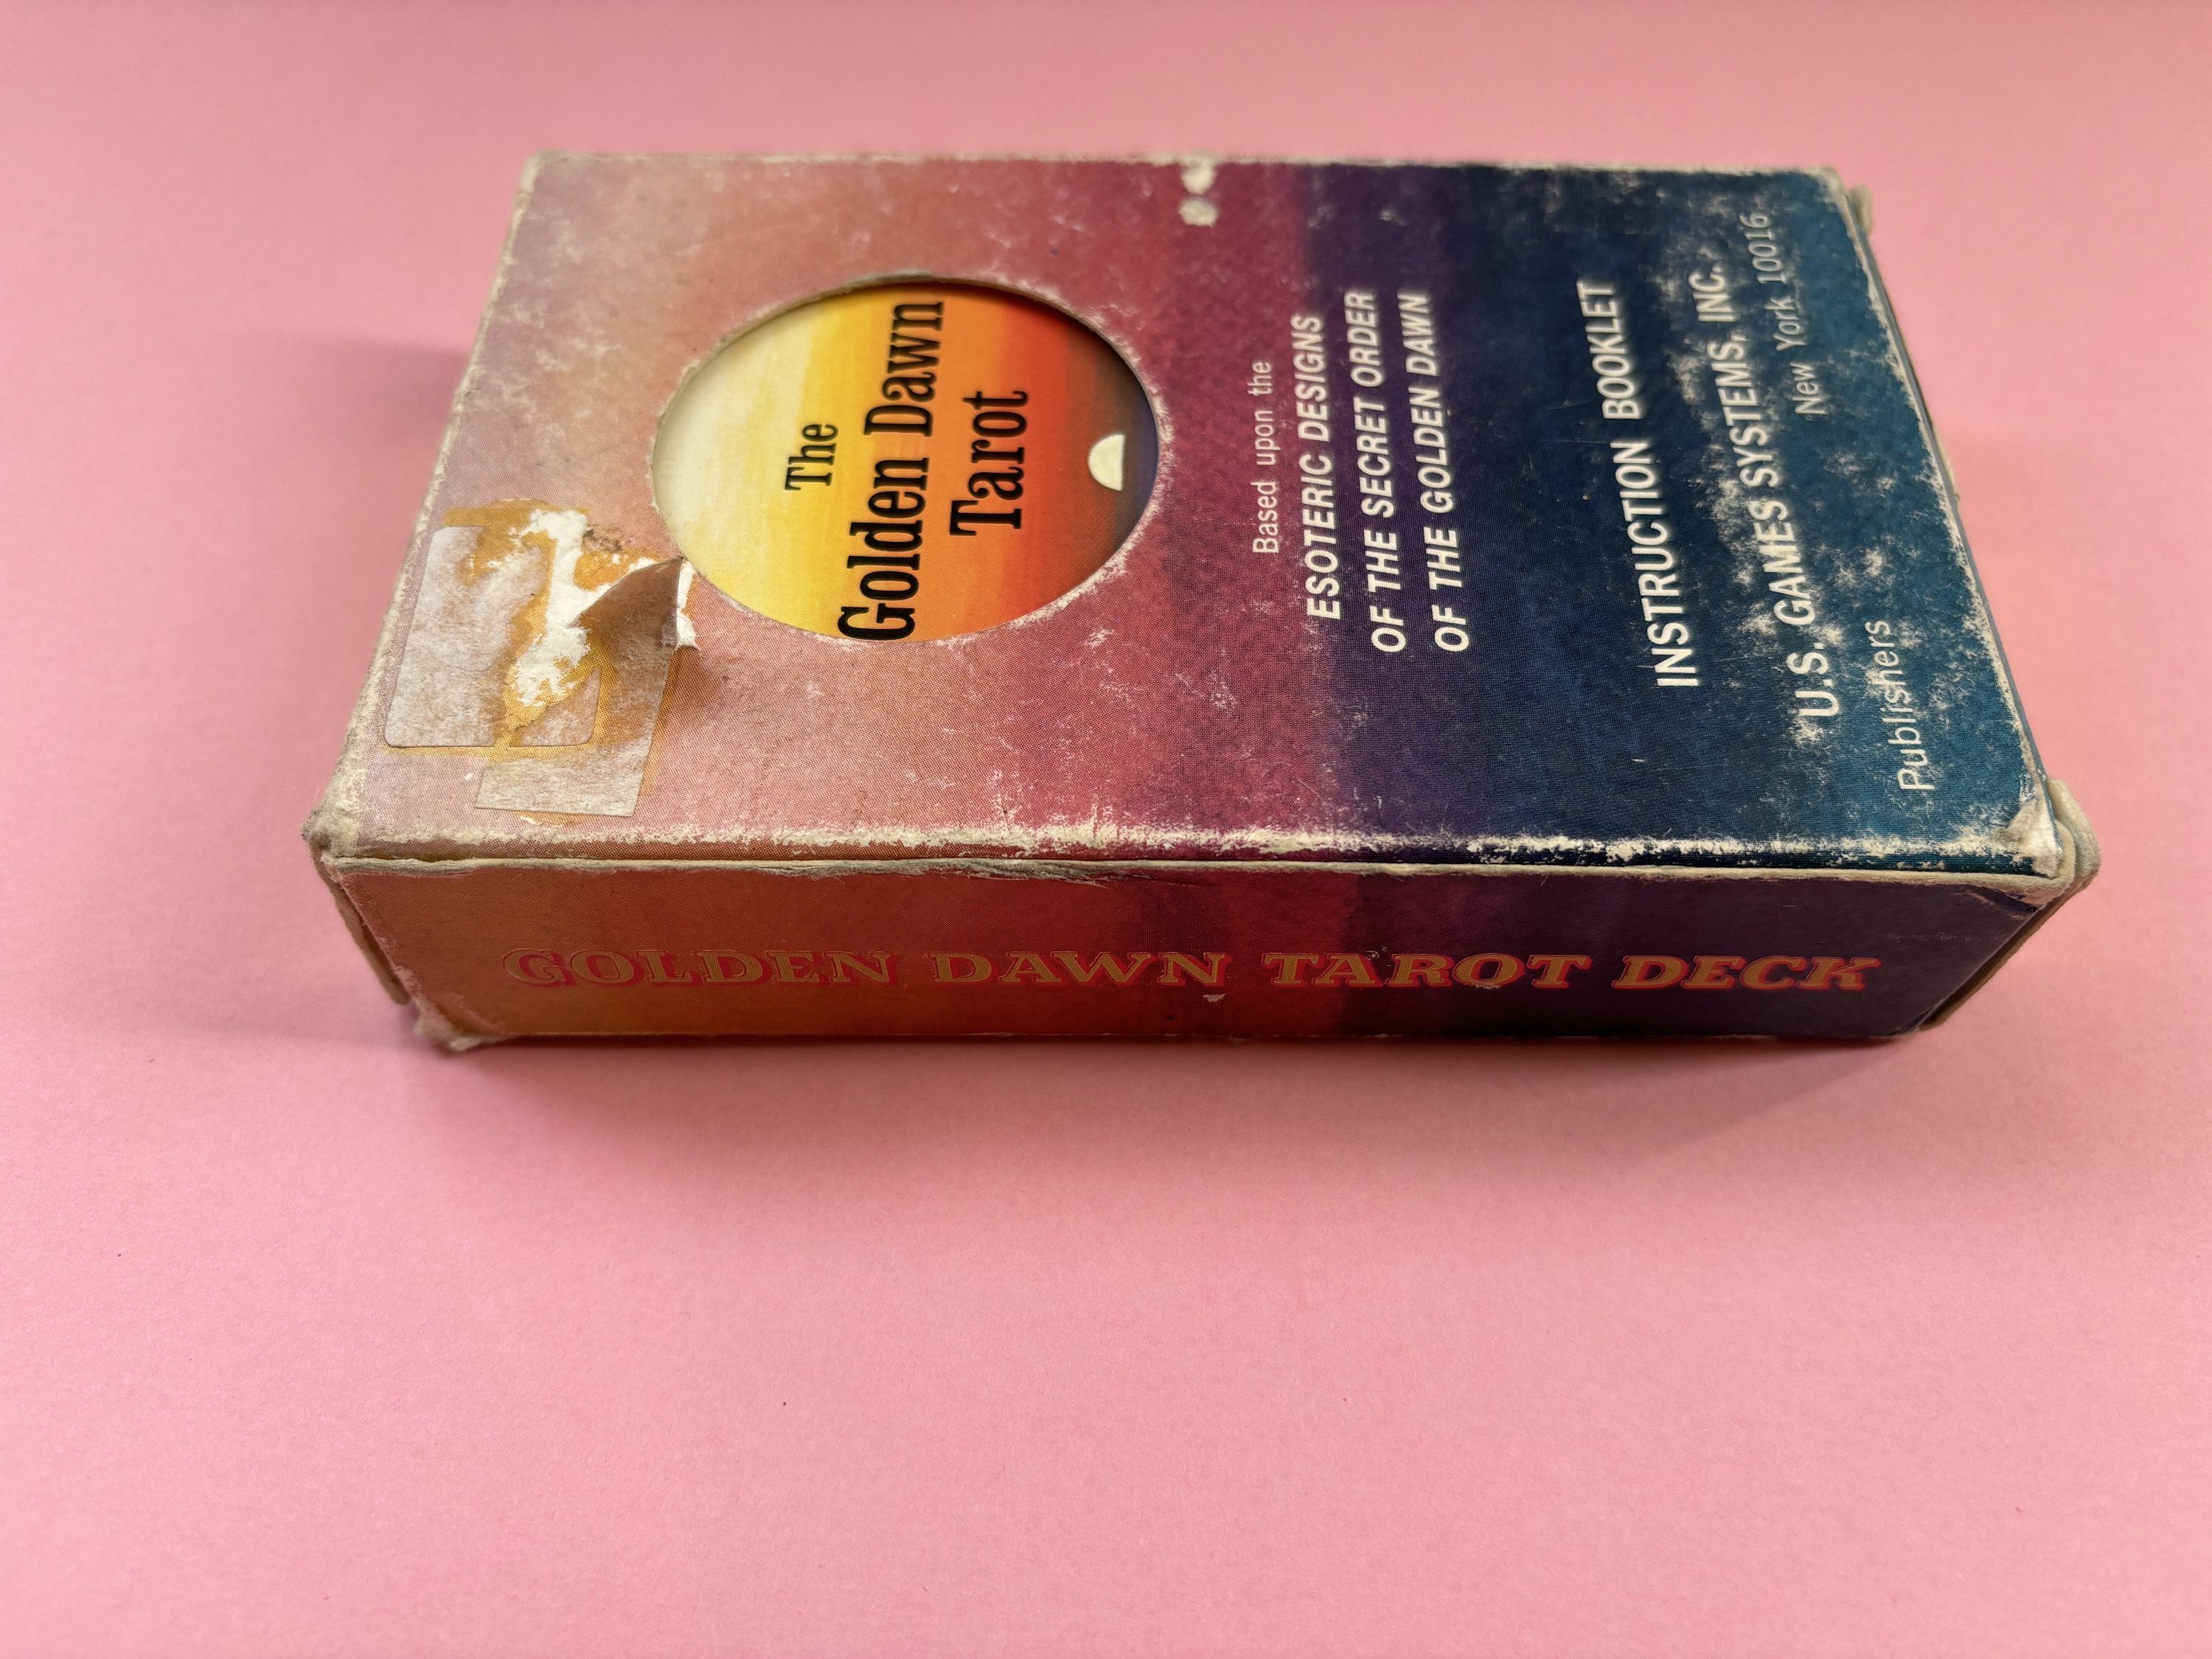 The
Golden Dawn
Tarot
Based upon the
ESOTERIC DESIGNS
OF THE SECRET ORDER
OF THE GOLDEN DAWN
INSTRUCTION BOOKLET
U.S. GAMES SYSTEMS, INC.
Publishers New York 10016
GOLDEN DAWN TAROT DECK